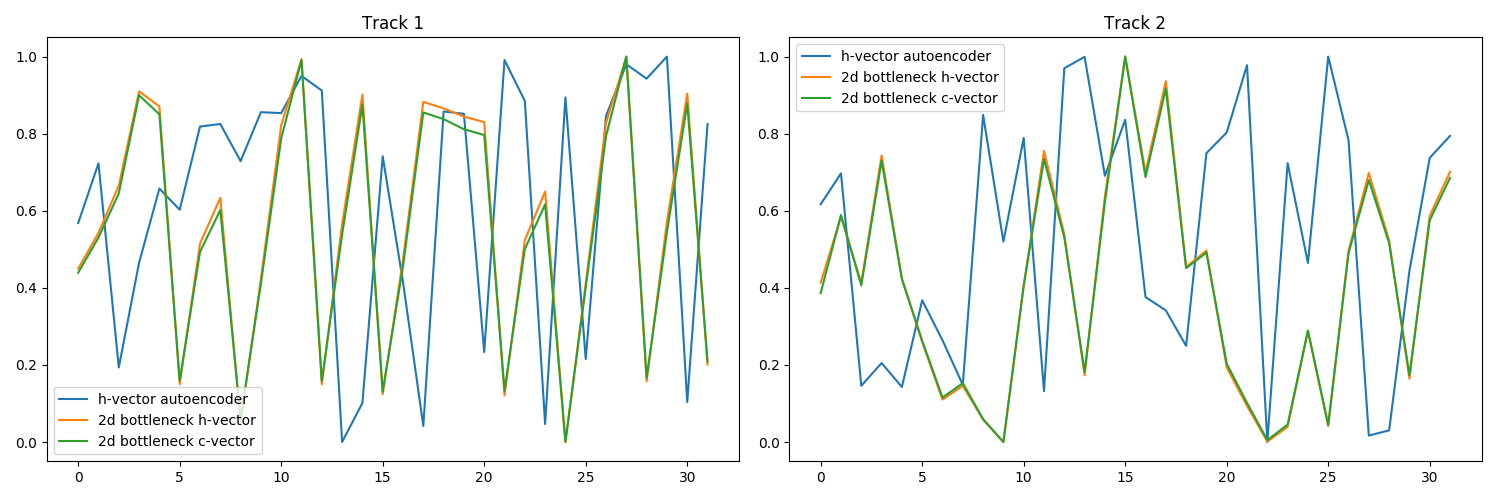 Track 1
1.0
0.8
0.6
0.4
0.2
0.0
h-vector autoencoder
2d bottleneck h-vector
2d bottleneck c-vector
0 5 10 15 20 25 30
Track 2
h-vector autoencoder
2d bottleneck h-vector
2d bottleneck c-vector
1.0
0.8
0.6
0.4
0.2
0.0
0 5 10 15 20 25 30